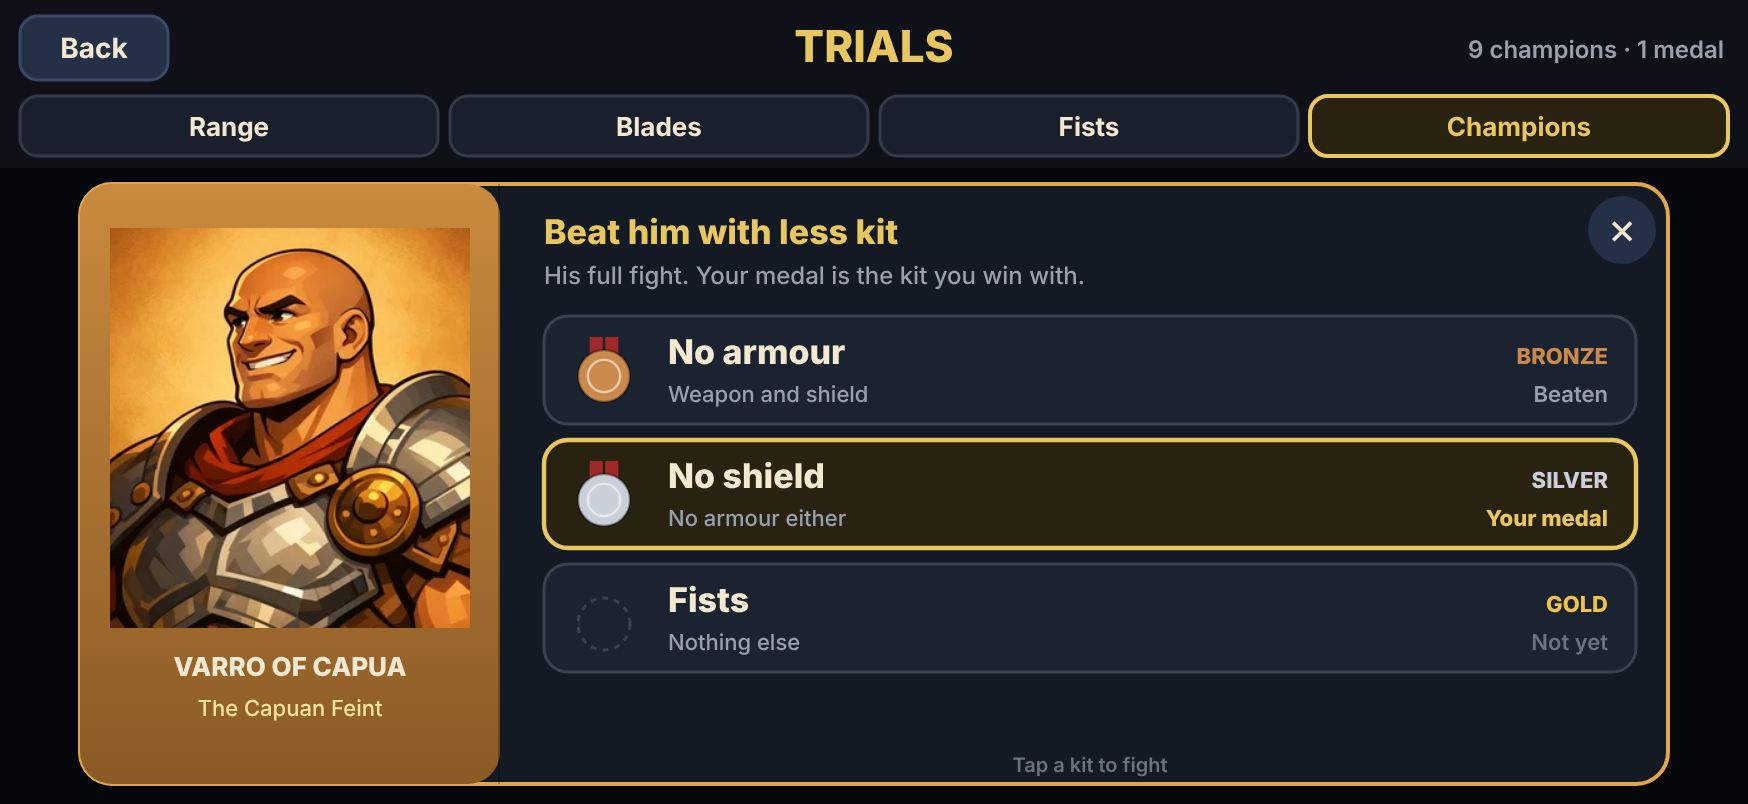 Back
TRIALS
9 champions · 1 medal
Range
Blades
Fists
Champions
VARRO OF CAPUA
The Capuan Feint
Beat him with less kit
His full fight. Your medal is the kit you win with.
No armour
Weapon and shield
BRONZE
Beaten
No shield
No armour either
SILVER
Your medal
Fists
Nothing else
GOLD
Not yet
Tap a kit to fight